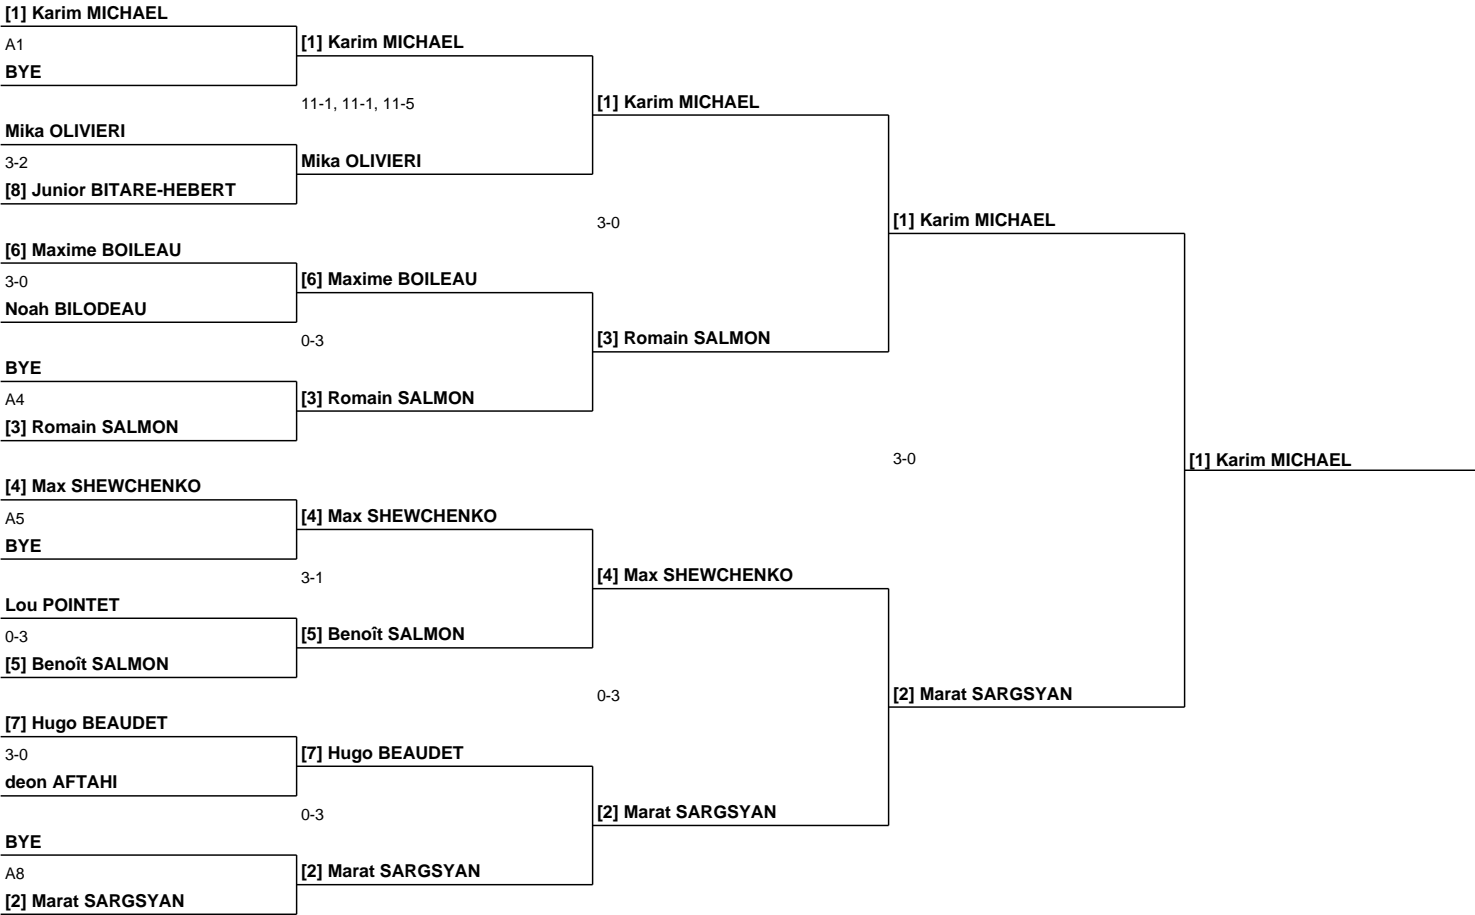 [1] Karim MICHAEL
A1
BYE
Mika OLIVIERI
3-2
[8] Junior BITARE-HEBERT
[6] Maxime BOILEAU
3-0
Noah BILODEAU
BYE
A4
[3] Romain SALMON
[4] Max SHEWCHENKO
A5
BYE
Lou POINTET
0-3
[5] Benoît SALMON
[7] Hugo BEAUDET
3-0
deon AFTAHI
BYE
A8
[2] Marat SARGSYAN
[1] Karim MICHAEL
11-1, 11-1, 11-5
Mika OLIVIERI
[6] Maxime BOILEAU
0-3
[3] Romain SALMON
[4] Max SHEWCHENKO
3-1
[5] Benoît SALMON
[7] Hugo BEAUDET
0-3
[2] Marat SARGSYAN
[1] Karim MICHAEL
3-0
[3] Romain SALMON
[4] Max SHEWCHENKO
0-3
[2] Marat SARGSYAN
[1] Karim MICHAEL
3-0
[2] Marat SARGSYAN
[1] Karim MICHAEL